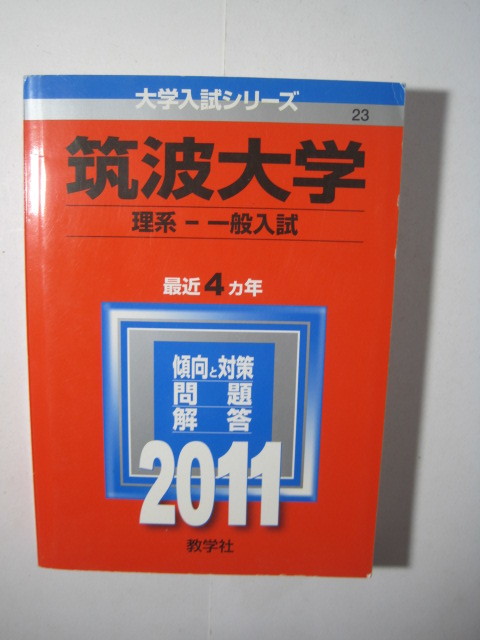 大学入試シリーズ
23
筑波大学
理系－一般入試
最近4カ年
傾向と対策
問題
解答
2011
教学社